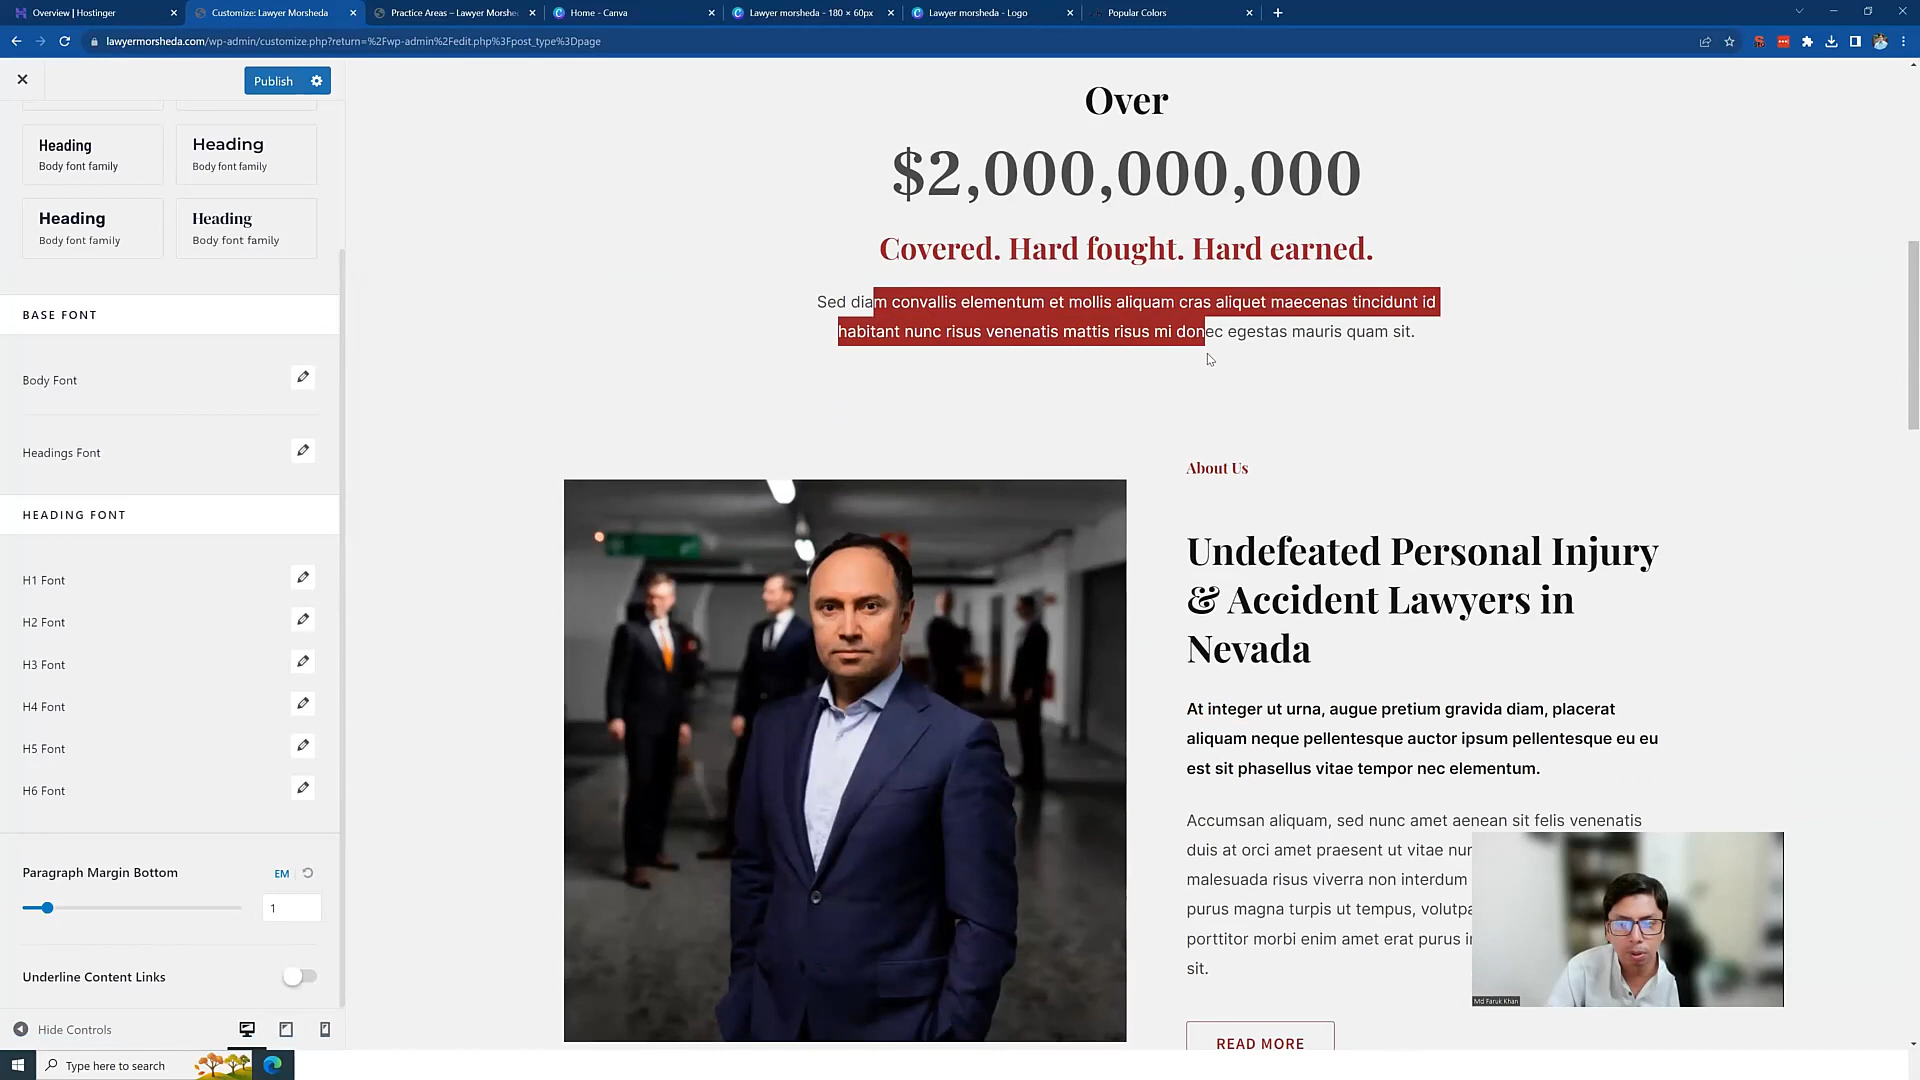 Overview | Hostinger
Customize: Lawyer Morsheda
Practice Areas – Lawyer Morshe
Home - Canva
Lawyer morsheda - 180 × 60px
Lawyer morsheda - Logo
Popular Colors
lawyermorsheda.com/wp-admin/customize.php?return=%2Fwp-admin%2Fedit.php%3Fpost_type%3Dpage
Publish
Heading
Body font family
Heading
Body font family
Heading
Body font family
Heading
Body font family
BASE FONT
Body Font
Headings Font
HEADING FONT
H1 Font
H2 Font
H3 Font
H4 Font
H5 Font
H6 Font
Paragraph Margin Bottom
EM
1
Underline Content Links
Hide Controls
Type here to search
Over
$2,000,000,000
Covered. Hard fought. Hard earned.
Sed diam convallis elementum et mollis aliquam cras aliquet maecenas tincidunt id
habitant nunc risus venenatis mattis risus mi donec egestas mauris quam sit.
About Us
Undefeated Personal Injury
& Accident Lawyers in
Nevada
At integer ut urna, augue pretium gravida diam, placerat
aliquam neque pellentesque auctor ipsum pellentesque eu eu
est sit phasellus vitae tempor nec elementum.
Accumsan aliquam, sed nunc amet aenean sit felis venenatis
duis at orci amet praesent ut vitae
malesuada risus viverra non interdum
purus magna turpis ut tempus,
porttitor morbi enim amet erat purus
sit.
READ MORE
Md Faruk Khan